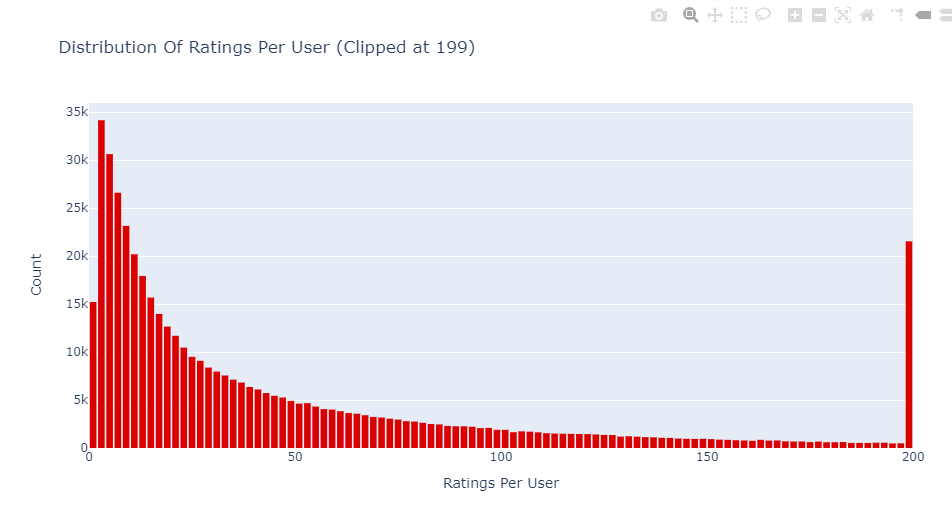 Distribution Of Ratings Per User (Clipped at 199)
35k
30k
25k
20k
15k
10k
5k
0
Count
0 50 100 150 200
Ratings Per User